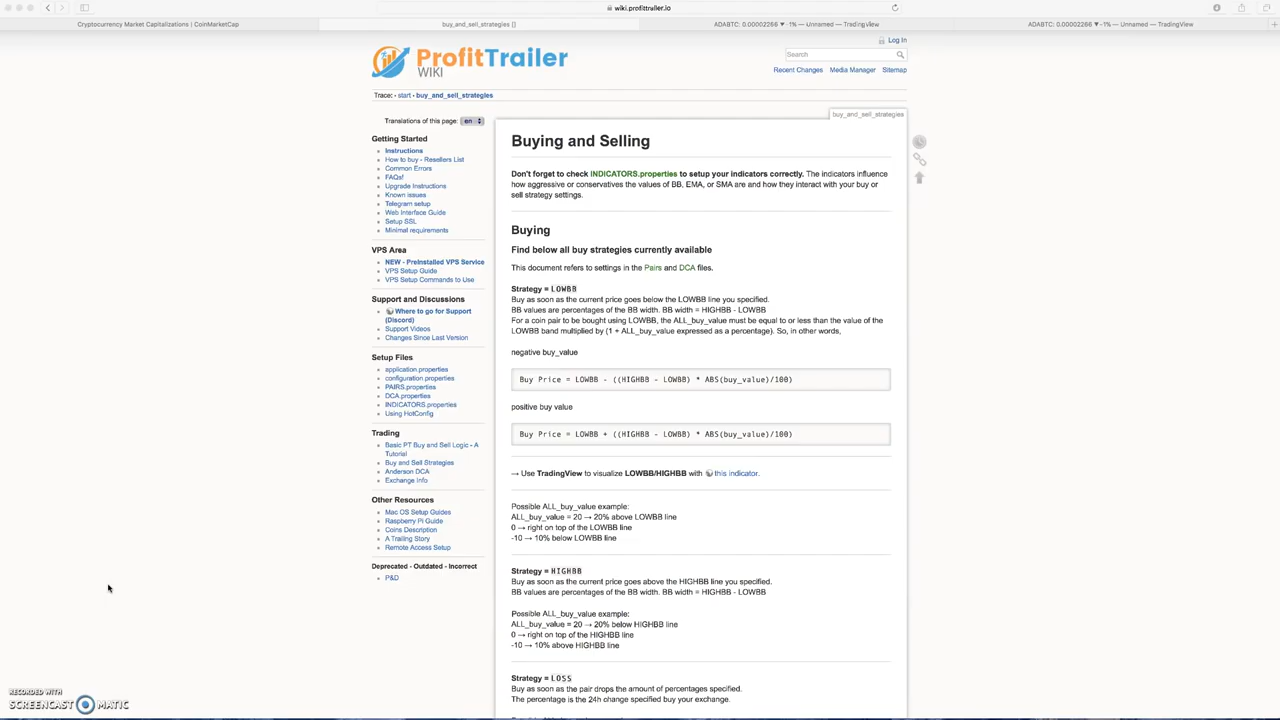 wiki.profittrailer.io
Cryptocurrency Market Capitalizations | CoinMarketCap
buy_and_sell_strategies []
ADABTC: 0.00002266 ▼ -1% — Unnamed — TradingView
ADABTC: 0.00002266 ▼ -1% — Unnamed — TradingView
Log In
ProfitTrailer
WIKI
Search
Recent Changes Media Manager Sitemap
Trace: • start • buy_and_sell_strategies
buy_and_sell_strategies
Translations of this page: en
Getting Started
Instructions
How to buy - Resellers List
Common Errors
FAQs!
Upgrade Instructions
Known issues
Telegram setup
Web Interface Guide
Setup SSL
Minimal requirements
VPS Area
NEW - PreInstalled VPS Service
VPS Setup Guide
VPS Setup Commands to Use
Support and Discussions
Where to go for Support
(Discord)
Support Videos
Changes Since Last Version
Setup Files
application.properties
configuration.properties
PAIRS.properties
DCA.properties
INDICATORS.properties
Using HotConfig
Trading
Basic PT Buy and Sell Logic - A
Tutorial
Buy and Sell Strategies
Anderson DCA
Exchange Info
Other Resources
Mac OS Setup Guides
Raspberry Pi Guide
Coins Description
A Trailing Story
Remote Access Setup
Deprecated - Outdated - Incorrect
P&D
Buying and Selling
Don't forget to check INDICATORS.properties to setup your indicators correctly. The indicators influence
how aggressive or conservatives the values of BB, EMA, or SMA are and how they interact with your buy or
sell strategy settings.
Buying
Find below all buy strategies currently available
This document refers to settings in the Pairs and DCA files.
Strategy = LOWBB
Buy as soon as the current price goes below the LOWBB line you specified.
BB values are percentages of the BB width. BB width = HIGHBB - LOWBB
For a coin pair to be bought using LOWBB, the ALL_buy_value must be equal to or less than the value of the
LOWBB band multiplied by (1 + ALL_buy_value expressed as a percentage). So, in other words,
negative buy_value
Buy Price = LOWBB - ((HIGHBB - LOWBB) * ABS(buy_value)/100)
positive buy value
Buy Price = LOWBB + ((HIGHBB - LOWBB) * ABS(buy_value)/100)
→ Use TradingView to visualize LOWBB/HIGHBB with this indicator.
Possible ALL_buy_value example:
ALL_buy_value = 20 → 20% above LOWBB line
0 → right on top of the LOWBB line
-10 → 10% below LOWBB line
Strategy = HIGHBB
Buy as soon as the current price goes above the HIGHBB line you specified.
BB values are percentages of the BB width. BB width = HIGHBB - LOWBB
Possible ALL_buy_value example:
ALL_buy_value = 20 → 20% below HIGHBB line
0 → right on top of the HIGHBB line
-10 → 10% above HIGHBB line
Strategy = LOSS
Buy as soon as the pair drops the amount of percentages specified.
The percentage is the 24h change specified buy your exchange.
RECORDED WITH
SCREENCAST MATIC